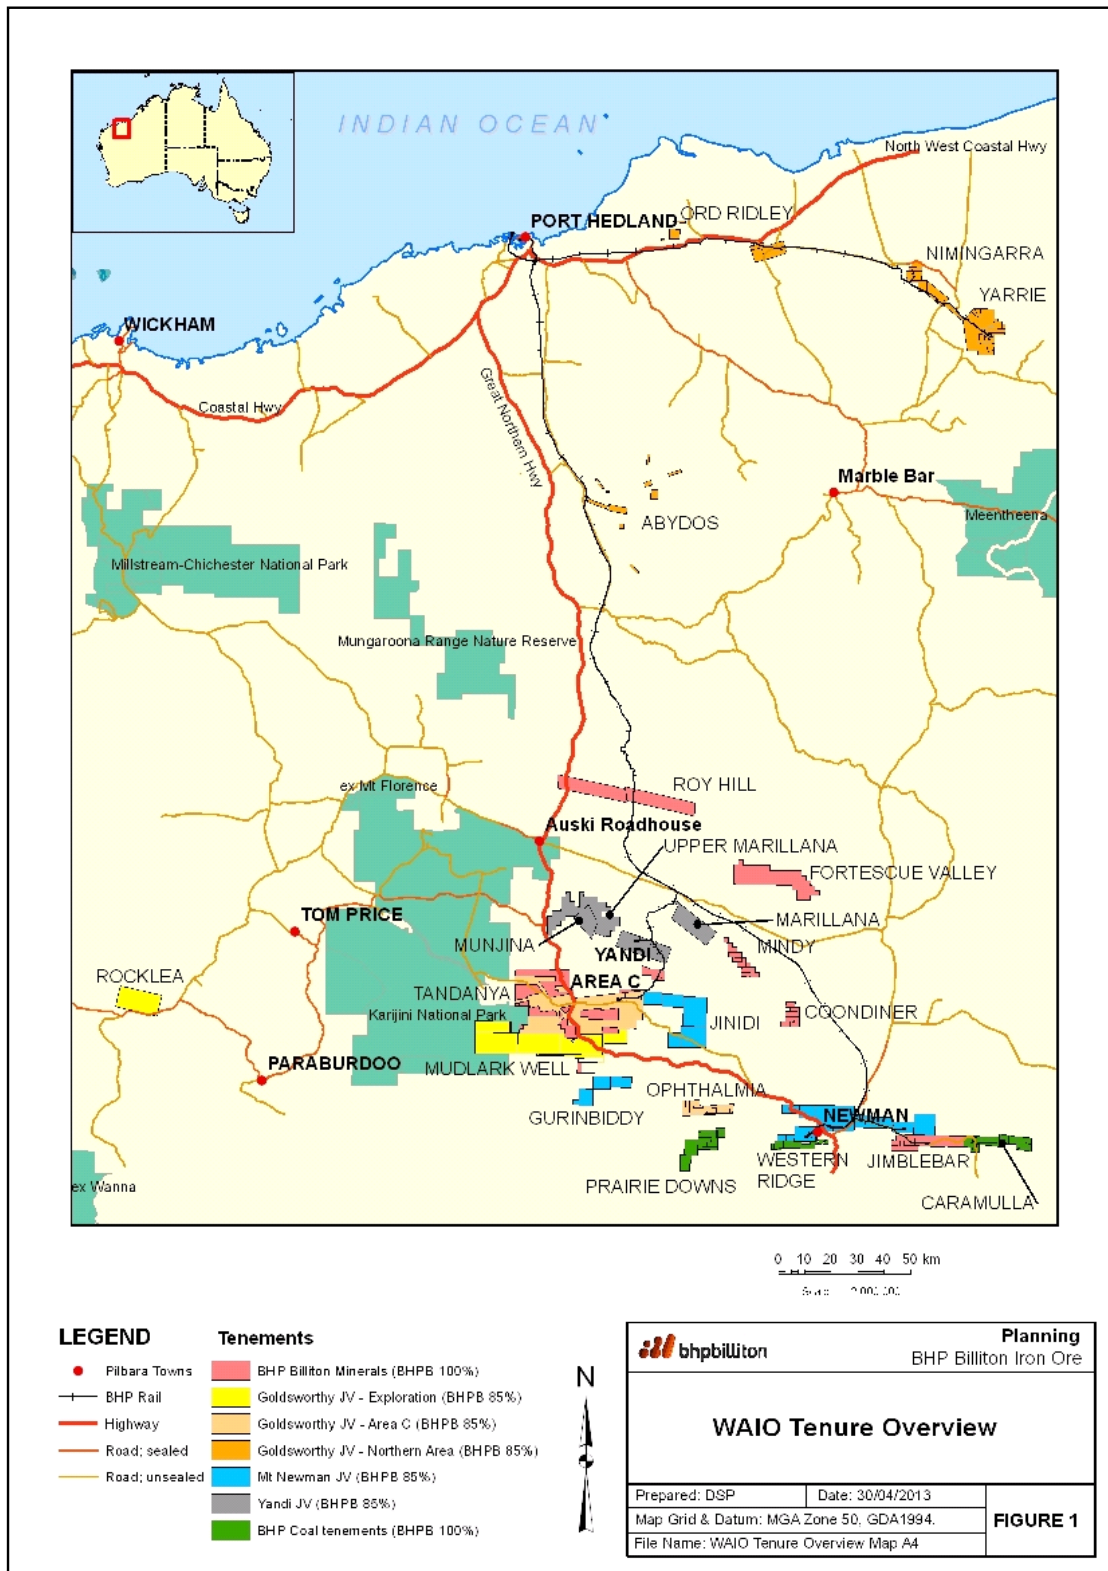 INDIAN OCEAN
North West Coastal Hwy
PORT HEDLAND
ORD RIDLEY
NIMINGARRA
YARRIE
WICKHAM
Coastal Hwy
Great Northern Hwy
Marble Bar
Meentheena
ABYDOS
Millstream-Chichester National Park
Mungaroona Range Nature Reserve
ROY HILL
ex Mt Florence
Auski Roadhouse
UPPER MARILLANA
FORTESCUE VALLEY
TOM PRICE
MARILLANA
MUNJINA
YANDI
MINDY
ROCKLEA
AREA C
TANDANYA
Karijini National Park
JINIDI
COONDINER
PARABURDOO
MUDLARK WELL
OPHTHALMIA
GURINBIDDY
NEWMAN
WESTERN
RIDGE
JIMBLEBAR
PRAIRIE DOWNS
ex Wanna
CARAMULLA
0 10 20 30 40 50 km
LEGEND
Pilbara Towns
BHP Rail
Highway
Road; sealed
Road; unsealed
Tenements
BHP Billiton Minerals (BHPB 100%)
Goldsworthy JV - Exploration (BHPB 85%)
Goldsworthy JV - Area C (BHPB 85%)
Goldsworthy JV - Northern Area (BHPB 85%)
Mt Newman JV (BHPB 85%)
Yandi JV (BHPB 85%)
BHP Coal tenements (BHPB 100%)
N
bhpbilliton
Planning
BHP Billiton Iron Ore
WAIO Tenure Overview
Prepared: DSP
Date: 30/04/2013
Map Grid & Datum: MGA Zone 50, GDA1994.
File Name: WAIO Tenure Overview Map A4
FIGURE 1